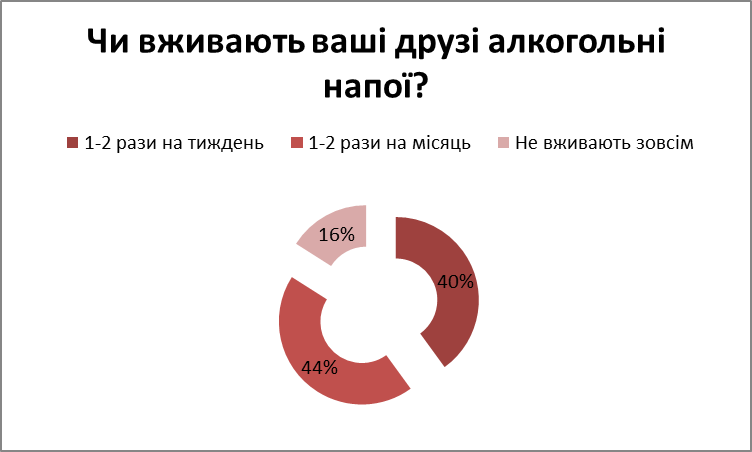 Чи вживають ваші друзі алкогольні
напої?
1-2 рази на тиждень 1-2 рази на місяць Не вживають зовсім
16%
40%
44%